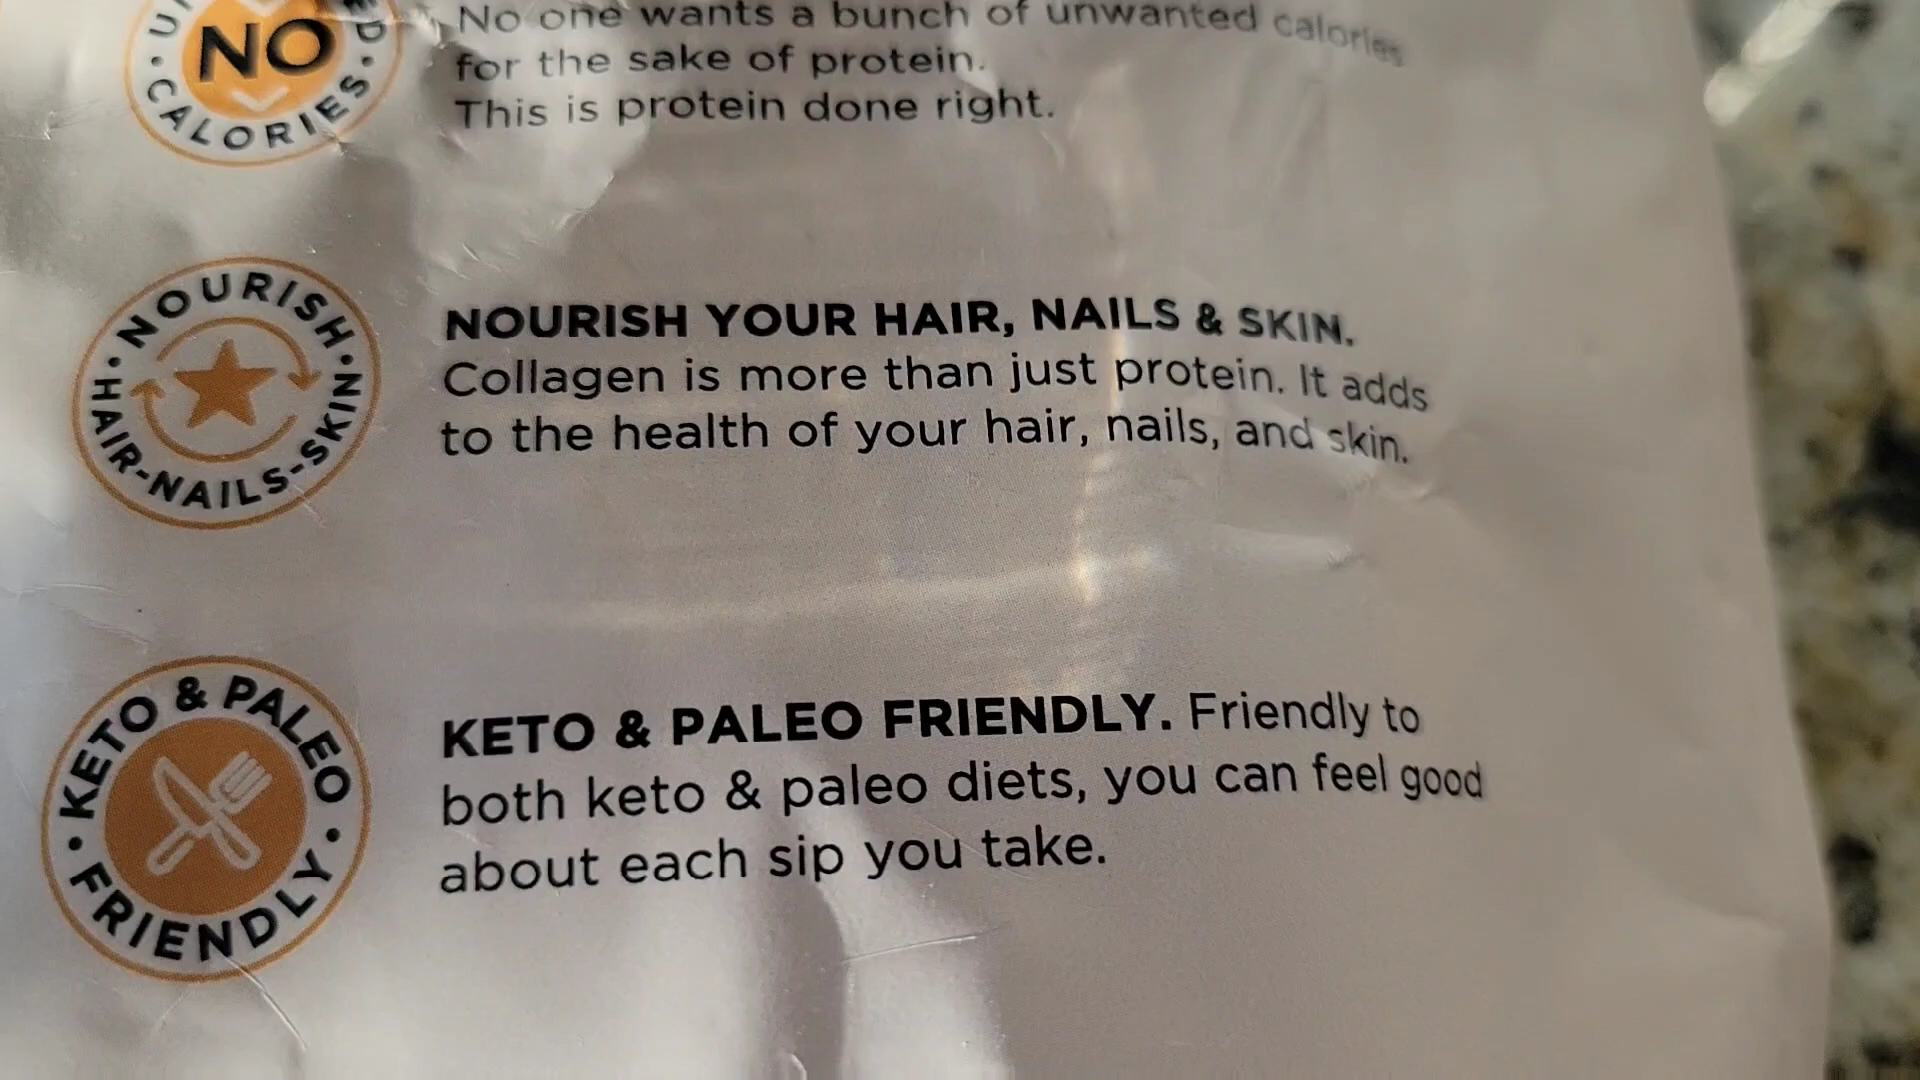 NO
CALORIES
No one wants a bunch of unwanted calories
for the sake of protein.
This is protein done right.
NOURISH
HAIR-NAILS-SKIN
NOURISH YOUR HAIR, NAILS & SKIN.
Collagen is more than just protein. It adds
to the health of your hair, nails, and skin.
KETO & PALEO
FRIENDLY
KETO & PALEO FRIENDLY. Friendly to
both keto & paleo diets, you can feel good
about each sip you take.